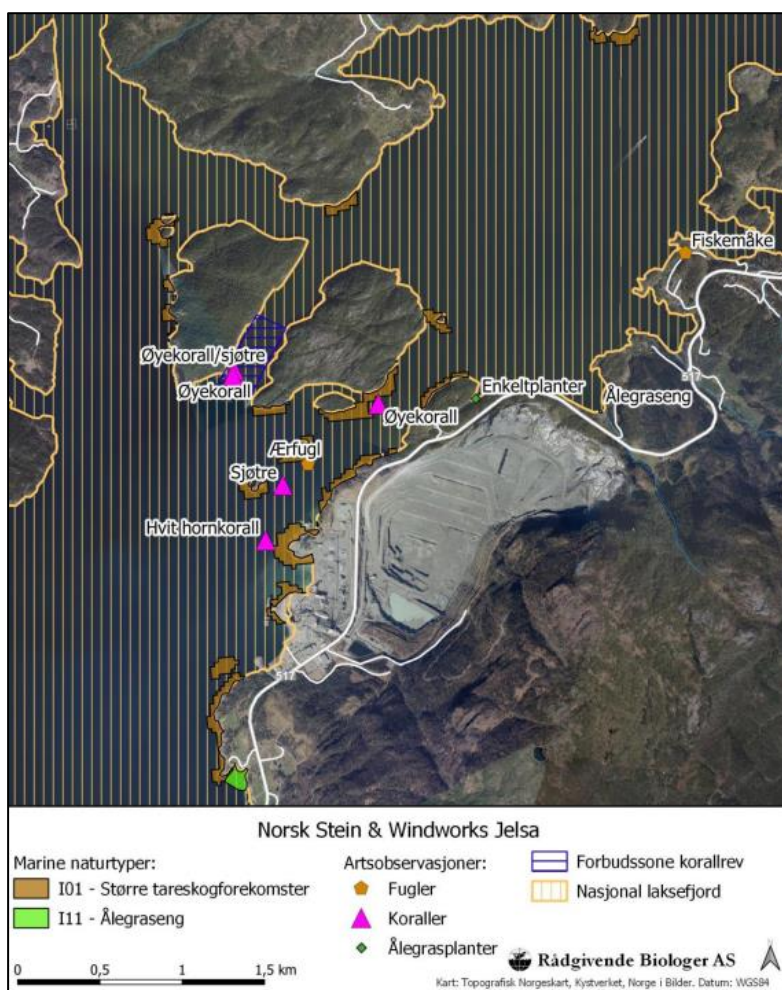 Fiskemåke
517
Øyekorall/sjøtre
Øyekorall
Enkeltplanter
Ålegraseng
Øyekorall
Ærfugl
Sjøtre
Hvit hornkorall
517
Norsk Stein & Windworks Jelsa
Marine naturtyper:
I01 - Større tareskogforekomster
I11 - Ålegraseng
Artsobservasjoner:
Fugler
Koraller
Ålegrasplanter
Forbudssone korallrev
Nasjonal laksefjord
0 0,5 1 1,5 km
Rådgivende Biologer AS
Kart: Topografisk Norgeskart, Kystverket, Norge i Bilder. Datum: WGS84